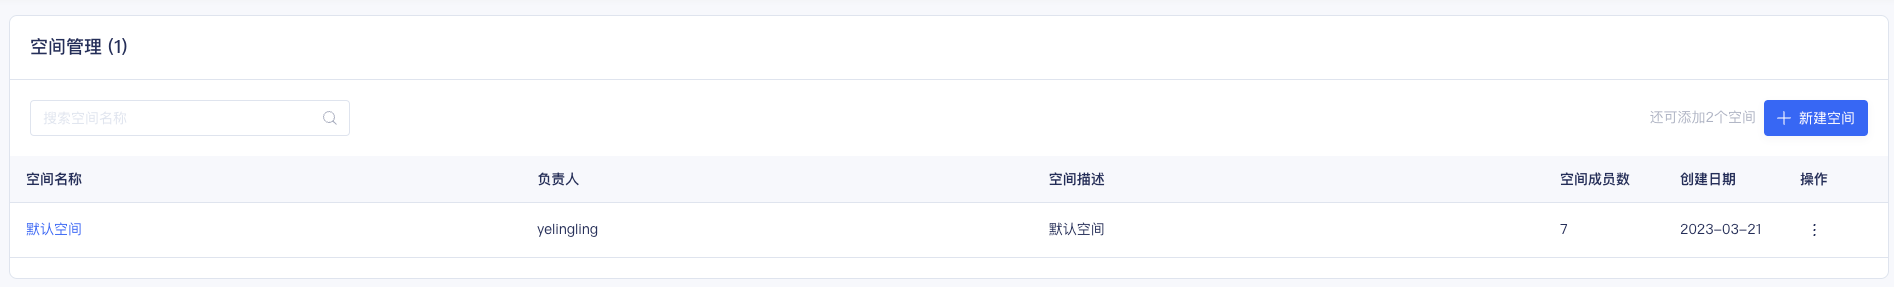 空间管理 (1)
搜索空间名称
还可添加2个空间 新建空间
空间名称 负责人 空间描述 空间成员数 创建日期 操作
默认空间 yelingling 默认空间 7 2023-03-21